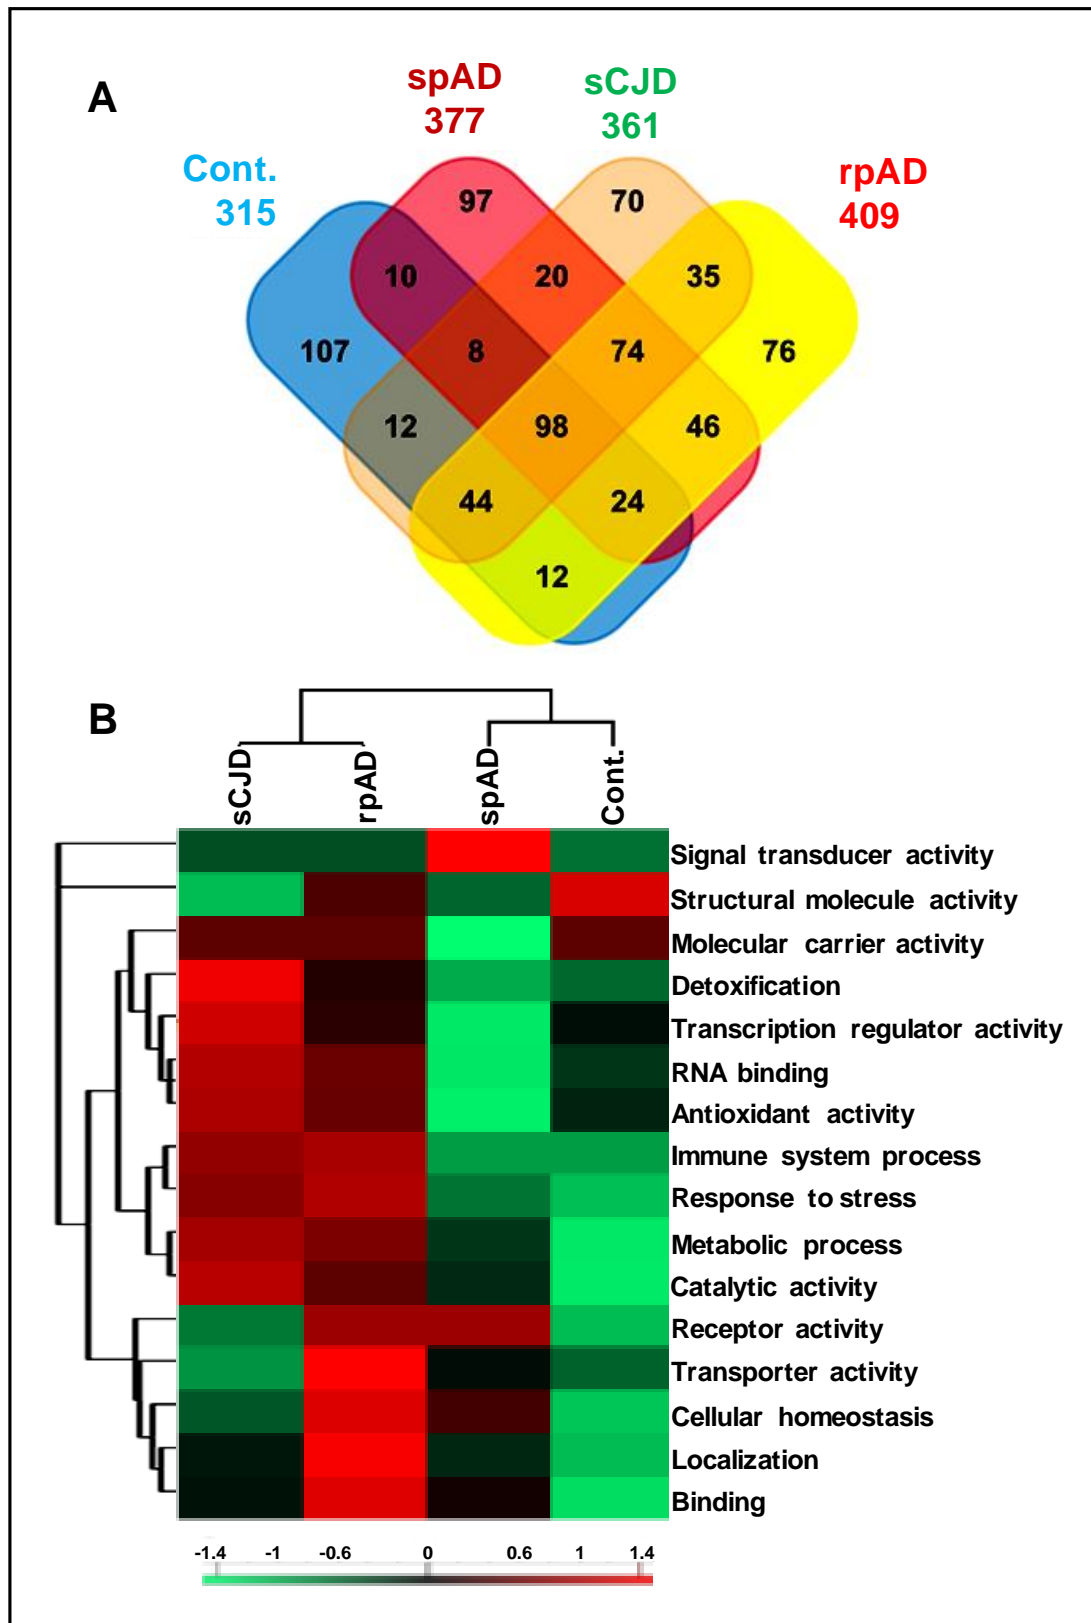 A
spAD
377
sCJD
361
Cont.
315
rpAD
409
97
70
10
20
35
107
8
74
76
12
98
46
44
24
12
B
sCJD
rpAD
spAD
Cont.
Signal transducer activity
Structural molecule activity
Molecular carrier activity
Detoxification
Transcription regulator activity
RNA binding
Antioxidant activity
Immune system process
Response to stress
Metabolic process
Catalytic activity
Receptor activity
Transporter activity
Cellular homeostasis
Localization
Binding
-1.4 -1 -0.6 0 0.6 1 1.4